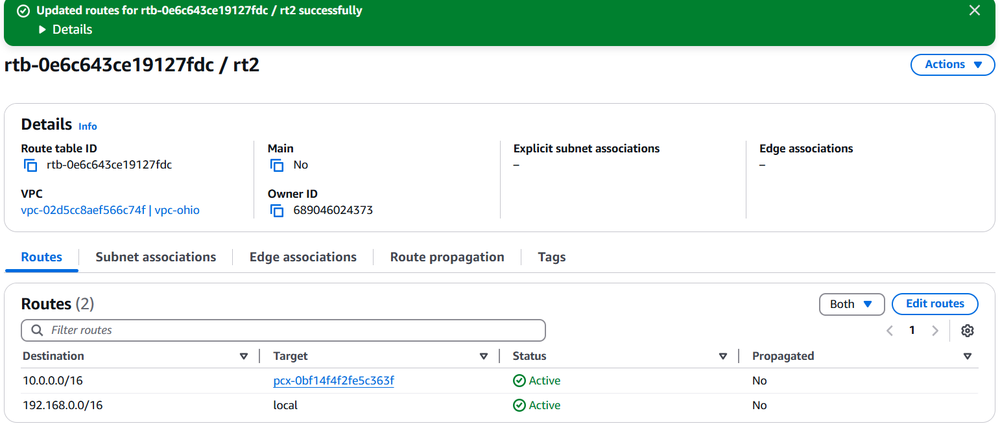 Updated routes for rtb-0e6c643ce19127fdc / rt2 successfully
Details
rtb-0e6c643ce19127fdc / rt2
Actions
Details Info
Route table ID
rtb-0e6c643ce19127fdc
Main
No
Explicit subnet associations
–
Edge associations
–
VPC
vpc-02d5cc8aef566c74f | vpc-ohio
Owner ID
689046024373
Routes Subnet associations Edge associations Route propagation Tags
Routes (2)
Both Edit routes
Filter routes
1
Destination Target Status Propagated
10.0.0.0/16 pcx-0bf14f4f2fe5c363f Active No
192.168.0.0/16 local Active No